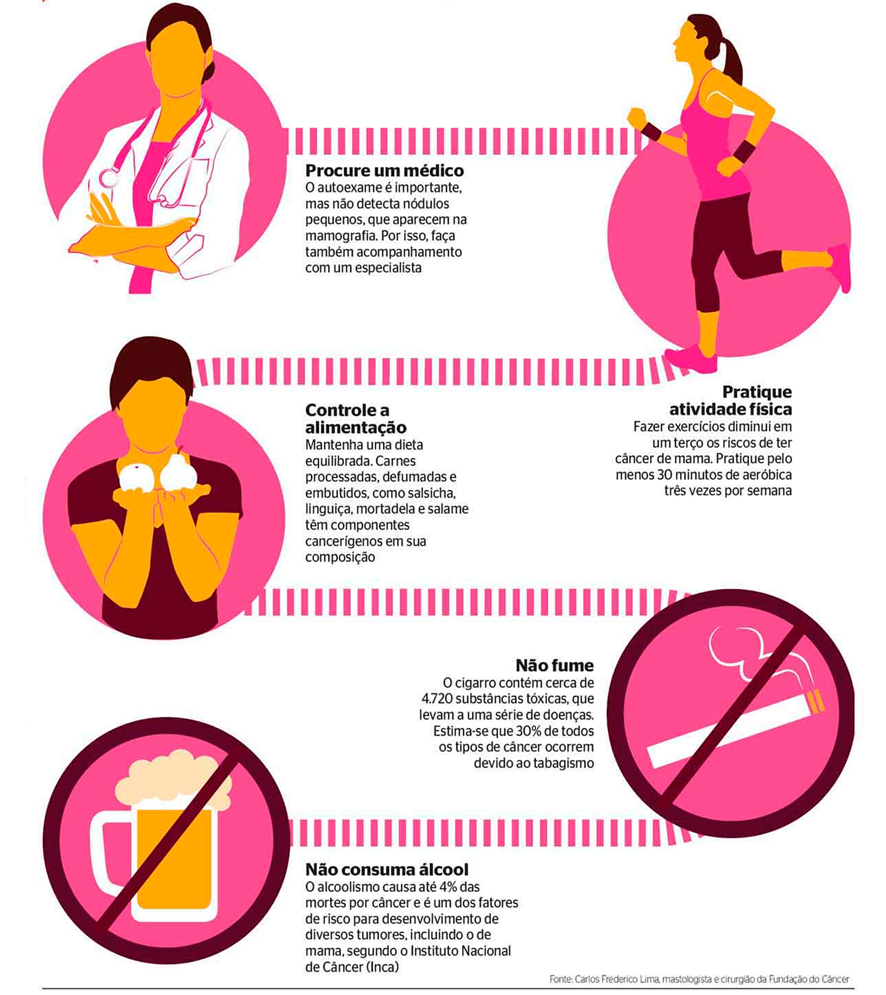 Procure um médico
O autoexame é importante,
mas não detecta nódulos
pequenos, que aparecem na
mamografia. Por isso, faça
também acompanhamento
com um especialista
Pratique
atividade física
Fazer exercícios diminui em
um terço os riscos de ter
câncer de mama. Pratique pelo
menos 30 minutos de aeróbica
três vezes por semana
Controle a
alimentação
Mantenha uma dieta
equilibrada. Carnes
processadas, defumadas e
embutidos, como salsicha,
linguiça, mortadela e salame
têm componentes
cancerígenos em sua
composição
Não fume
O cigarro contém cerca de
4.720 substâncias tóxicas, que
levam a uma série de doenças.
Estima-se que 30% de todos
os tipos de câncer ocorrem
devido ao tabagismo
Não consuma álcool
O alcoolismo causa até 4% das
mortes por câncer e é um dos fatores
de risco para desenvolvimento de
diversos tumores, incluindo o de
mama, segundo o Instituto Nacional
de Câncer (Inca)
Fonte: Carlos Frederico Lima, mastologista e cirurgião da Fundação do Câncer